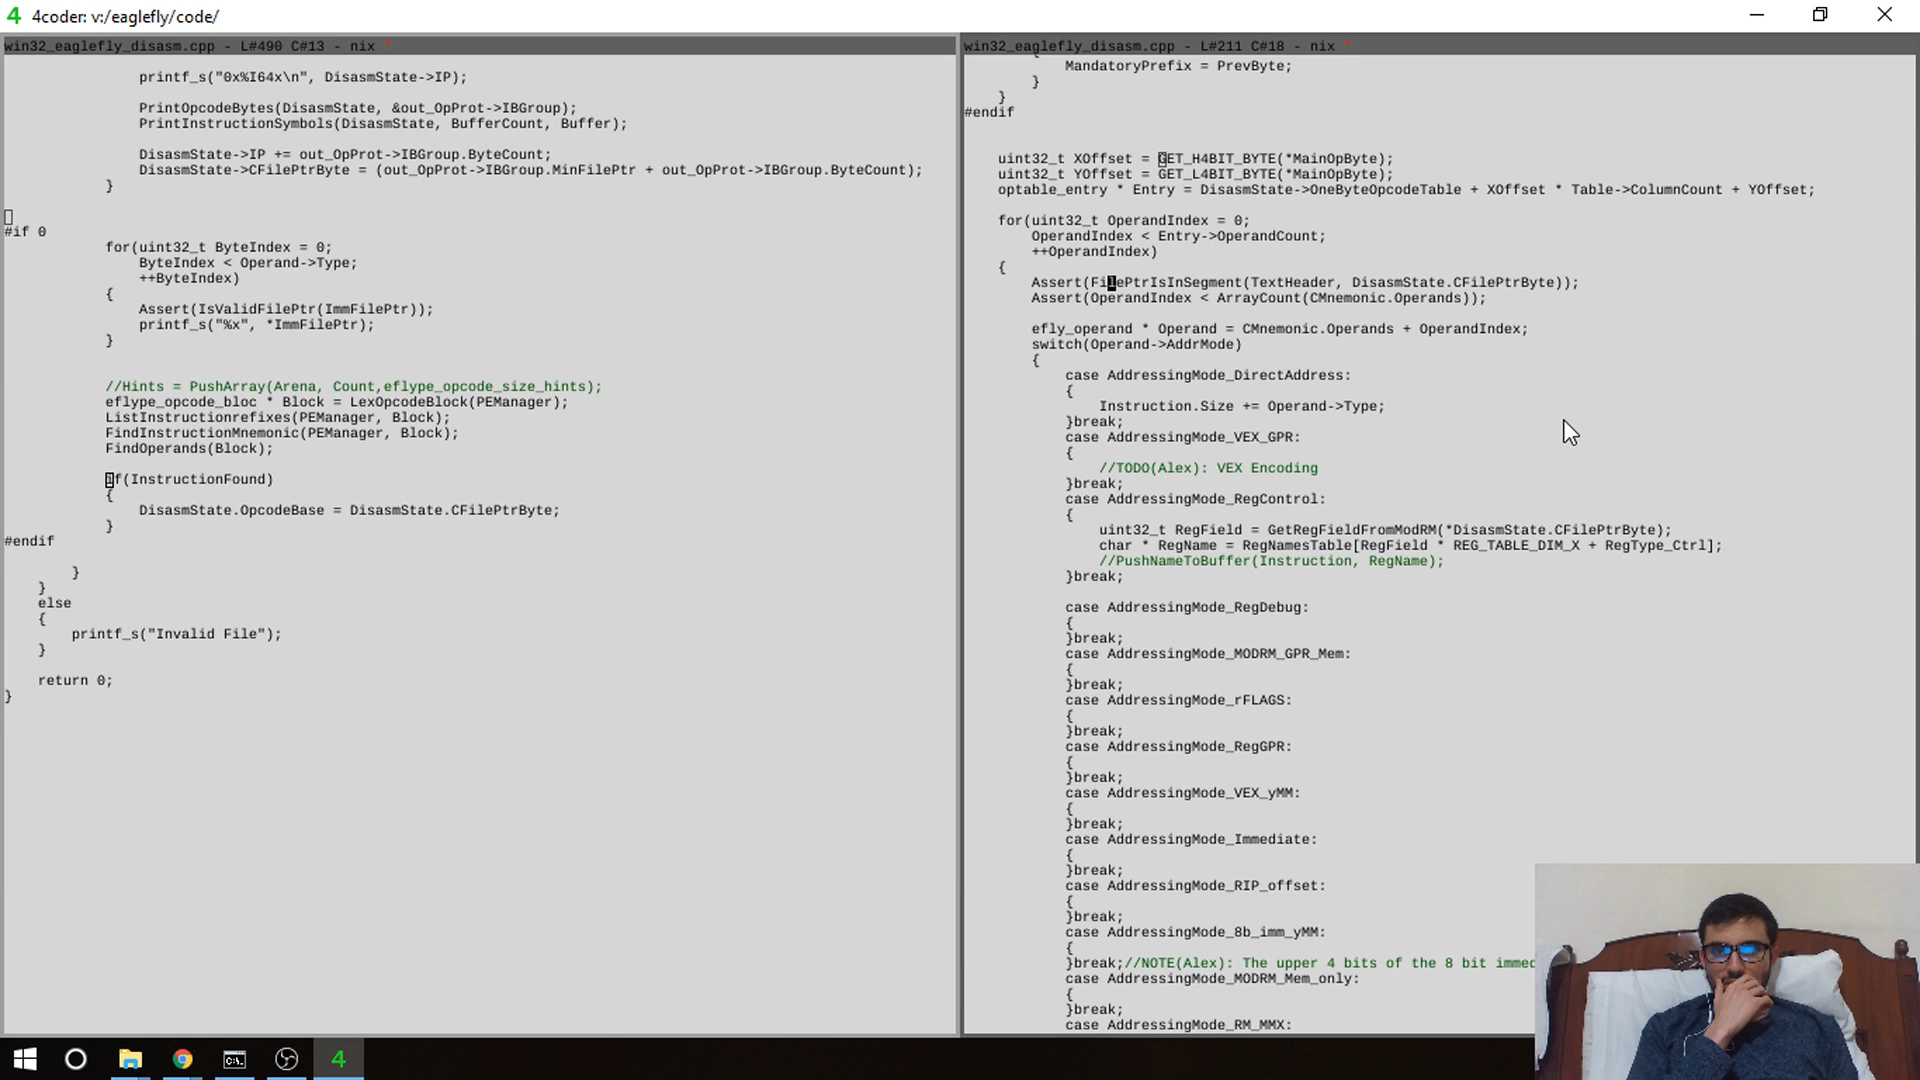 4 4coder: v:/eaglefly/code/
win32_eaglefly_disasm.cpp - L#490 C#13 - nix *
printf_s("0x%I64x\n", DisasmState->IP);
PrintOpcodeBytes(DisasmState, &out_OpProt->IBGroup);
PrintInstructionSymbols(DisasmState, BufferCount, Buffer);
DisasmState->IP += out_OpProt->IBGroup.ByteCount;
DisasmState->CFilePtrByte = (out_OpProt->IBGroup.MinFilePtr + out_OpProt->IBGroup.ByteCount);
}
#if 0
for(uint32_t ByteIndex = 0;
ByteIndex < Operand->Type;
++ByteIndex)
{
Assert(IsValidFilePtr(ImmFilePtr));
printf_s("%x", *ImmFilePtr);
}
//Hints = PushArray(Arena, Count,eflype_opcode_size_hints);
eflype_opcode_bloc * Block = LexOpcodeBlock(PEManager);
ListInstructionrefixes(PEManager, Block);
FindInstructionMnemonic(PEManager, Block);
FindOperands(Block);
if(InstructionFound)
{
DisasmState.OpcodeBase = DisasmState.CFilePtrByte;
}
#endif
}
}
else
{
printf_s("Invalid File");
}
return 0;
}
win32_eaglefly_disasm.cpp - L#211 C#18 - nix *
{
MandatoryPrefix = PrevByte;
}
}
#endif
uint32_t XOffset = GET_H4BIT_BYTE(*MainOpByte);
uint32_t YOffset = GET_L4BIT_BYTE(*MainOpByte);
optable_entry * Entry = DisasmState->OneByteOpcodeTable + XOffset * Table->ColumnCount + YOffset;
for(uint32_t OperandIndex = 0;
OperandIndex < Entry->OperandCount;
++OperandIndex)
{
Assert(FilePtrIsInSegment(TextHeader, DisasmState.CFilePtrByte));
Assert(OperandIndex < ArrayCount(CMnemonic.Operands));
efly_operand * Operand = CMnemonic.Operands + OperandIndex;
switch(Operand->AddrMode)
{
case AddressingMode_DirectAddress:
{
Instruction.Size += Operand->Type;
}break;
case AddressingMode_VEX_GPR:
{
//TODO(Alex): VEX Encoding
}break;
case AddressingMode_RegControl:
{
uint32_t RegField = GetRegFieldFromModRM(*DisasmState.CFilePtrByte);
char * RegName = RegNamesTable[RegField * REG_TABLE_DIM_X + RegType_Ctrl];
//PushNameToBuffer(Instruction, RegName);
}break;
case AddressingMode_RegDebug:
{
}break;
case AddressingMode_MODRM_GPR_Mem:
{
}break;
case AddressingMode_rFLAGS:
{
}break;
case AddressingMode_RegGPR:
{
}break;
case AddressingMode_VEX_yMM:
{
}break;
case AddressingMode_Immediate:
{
}break;
case AddressingMode_RIP_offset:
{
}break;
case AddressingMode_8b_imm_yMM:
{
}break;//NOTE(Alex): The upper 4 bits of the 8 bit immed
case AddressingMode_MODRM_Mem_only:
{
}break;
case AddressingMode_RM_MMX:
4